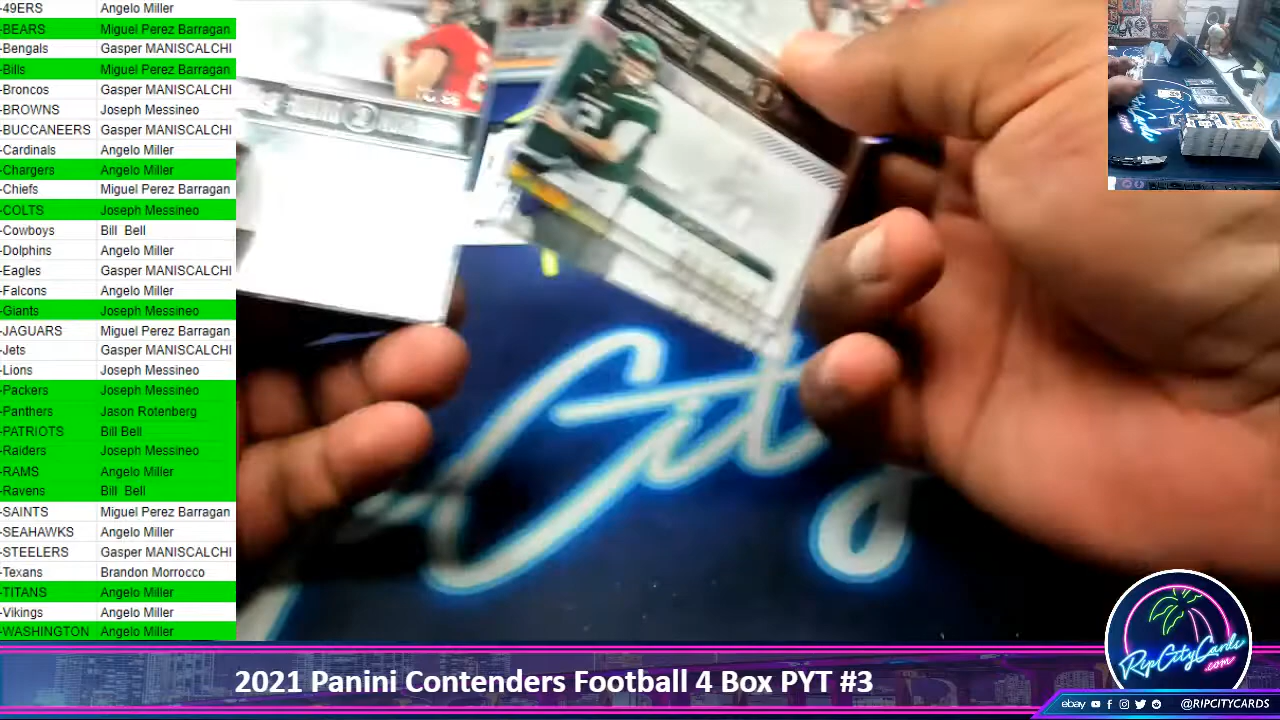 -49ERS Angelo Miller
-BEARS Miguel Perez Barragan
-Bengals Gasper MANISCALCHI
-Bills Miguel Perez Barragan
-Broncos Gasper MANISCALCHI
-BROWNS Joseph Messineo
-BUCCANEERS Gasper MANISCALCHI
-Cardinals Angelo Miller
-Chargers Angelo Miller
-Chiefs Miguel Perez Barragan
-COLTS Joseph Messineo
-Cowboys Bill Bell
-Dolphins Angelo Miller
-Eagles Gasper MANISCALCHI
-Falcons Angelo Miller
-Giants Joseph Messineo
-JAGUARS Miguel Perez Barragan
-Jets Gasper MANISCALCHI
-Lions Joseph Messineo
-Packers Joseph Messineo
-Panthers Jason Rotenberg
-PATRIOTS Bill Bell
-Raiders Joseph Messineo
-RAMS Angelo Miller
-Ravens Bill Bell
-SAINTS Miguel Perez Barragan
-SEAHAWKS Angelo Miller
-STEELERS Gasper MANISCALCHI
-Texans Brandon Morrocco
-TITANS Angelo Miller
-Vikings Angelo Miller
-WASHINGTON Angelo Miller
City
RipCityCards
.com
2021 Panini Contenders Football 4 Box PYT #3
ebay @RIPCITYCARDS